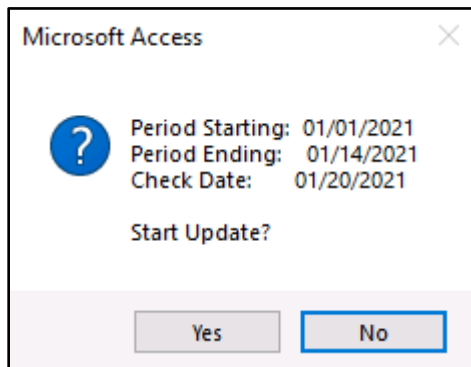 Microsoft Access
Period Starting: 01/01/2021
Period Ending: 01/14/2021
Check Date: 01/20/2021
Start Update?
Yes No